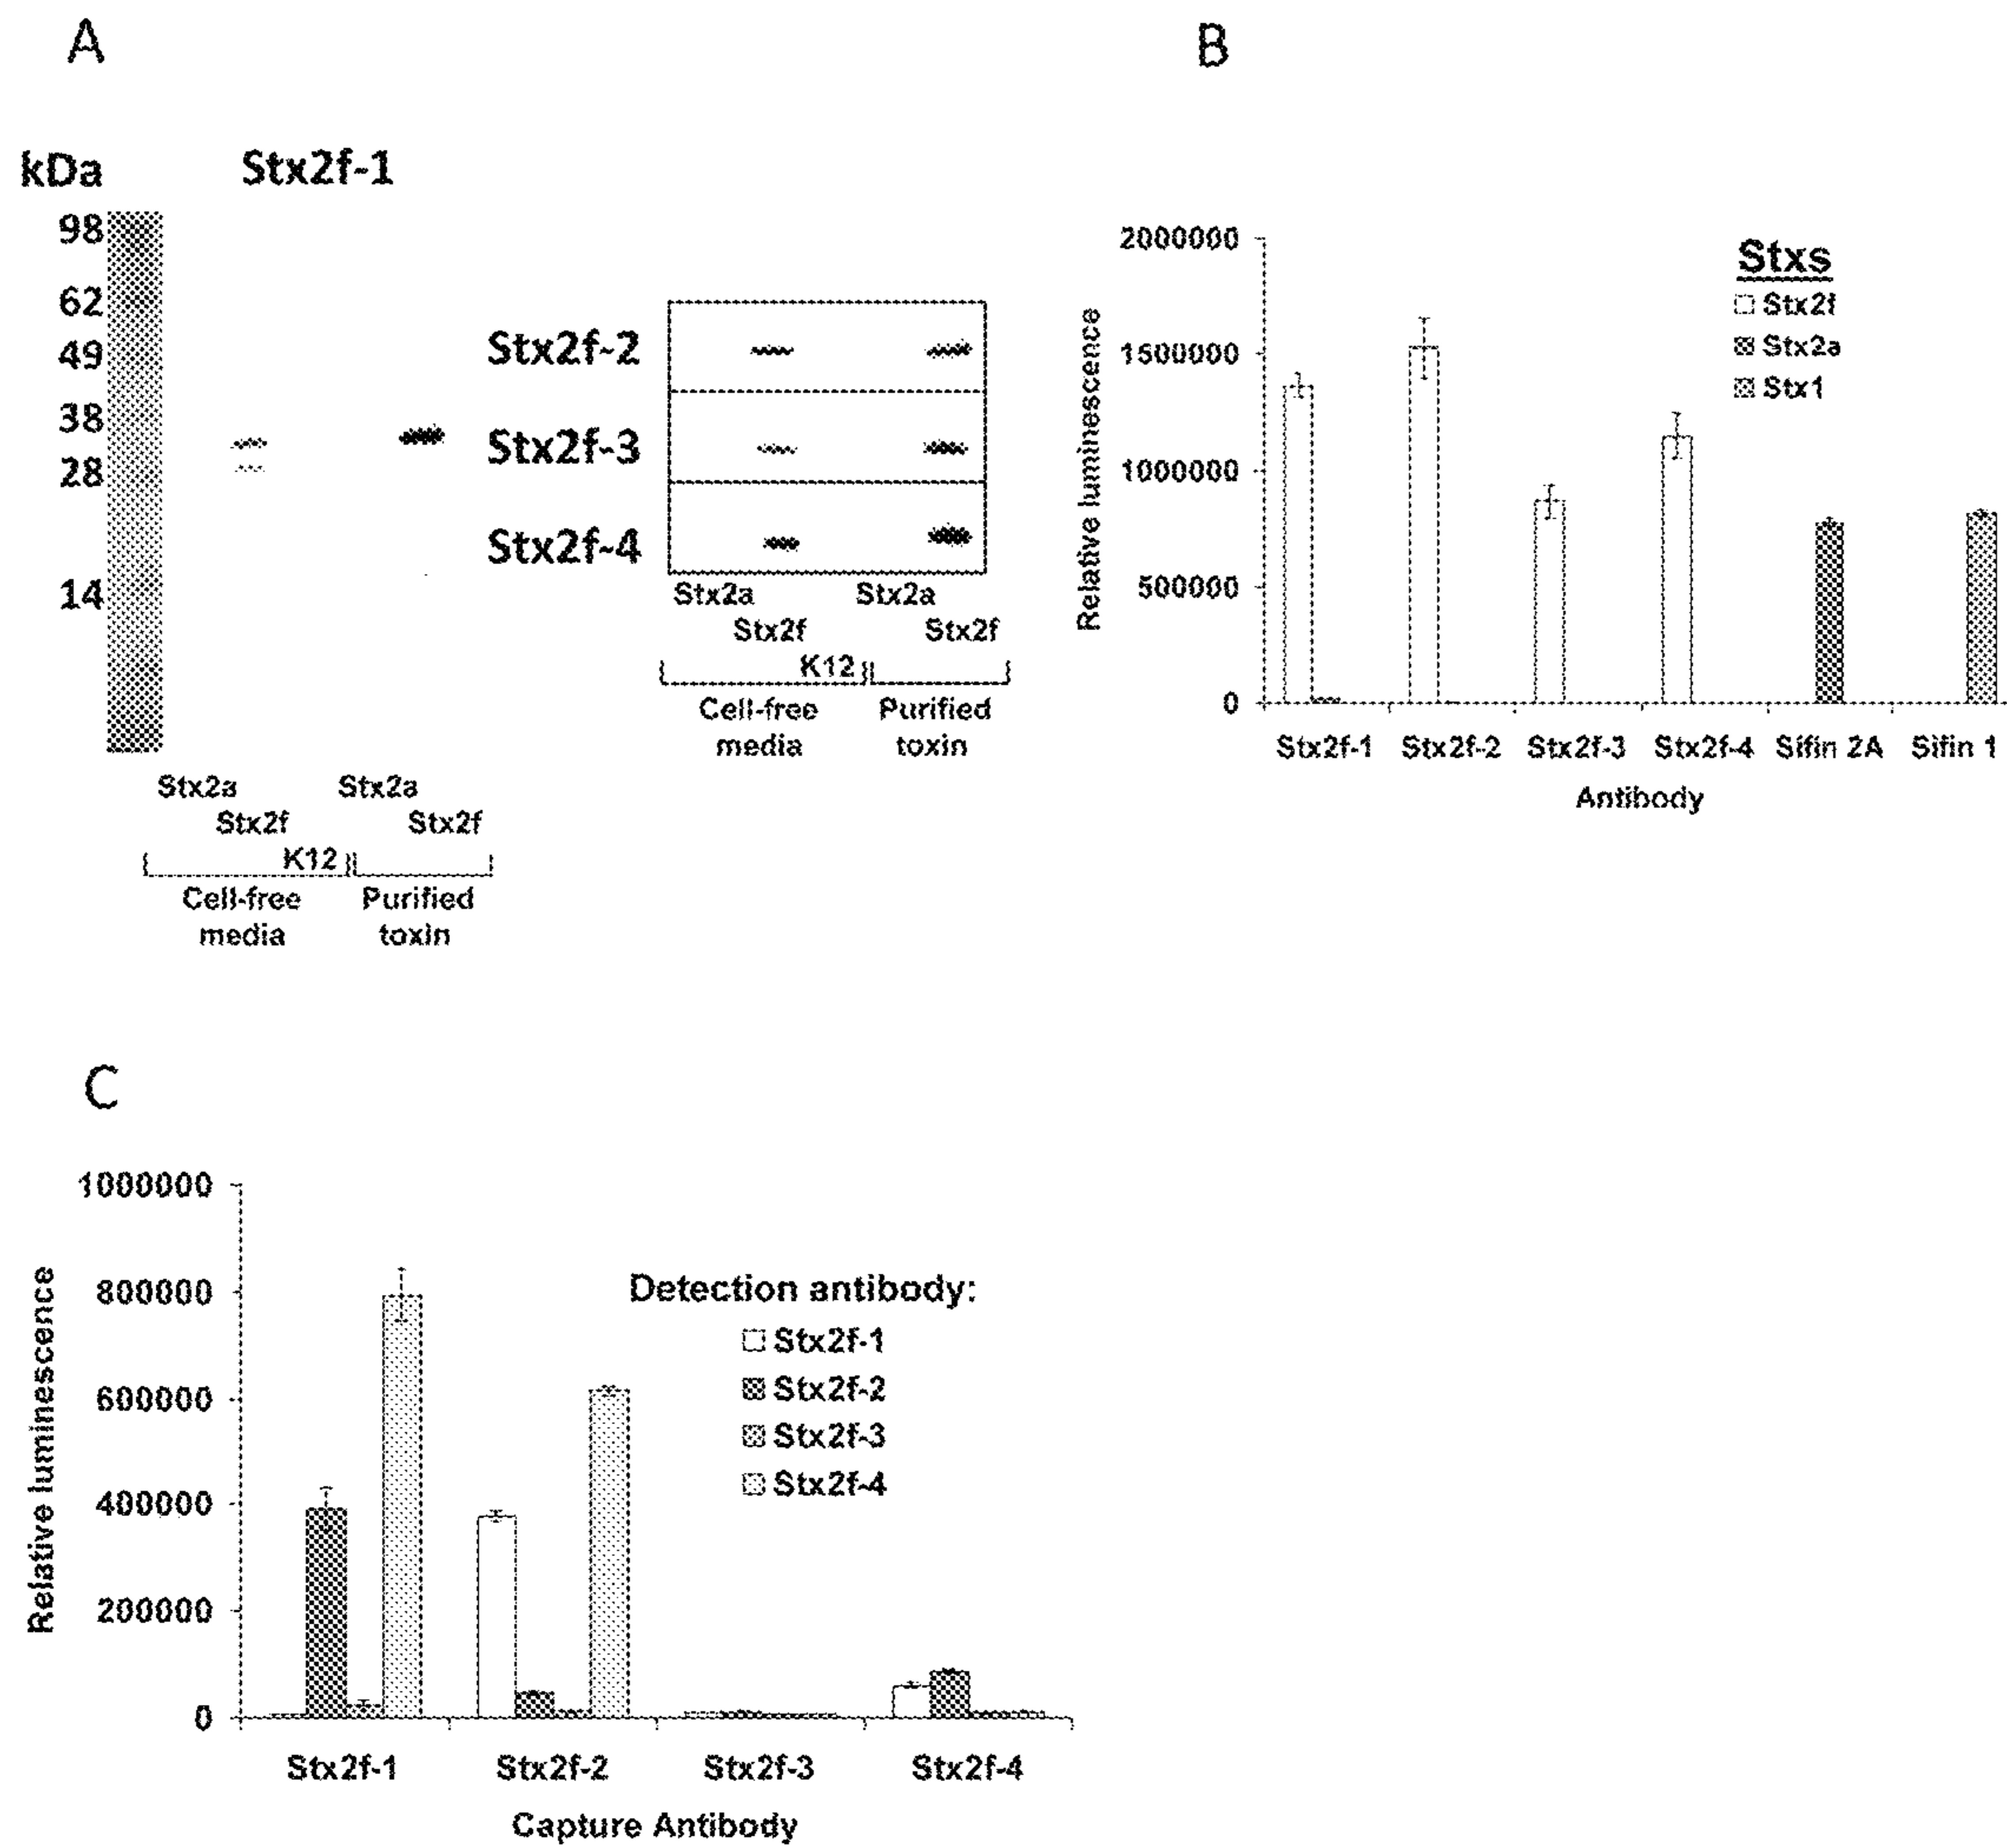 A
kDa
Stx2f-1
98
62
49
38
28
14
Stx2a
Stx2f
K12
Cell-free
media
Stx2a
Stx2f
Purified
toxin
Stx2f-2
Stx2f-3
Stx2f-4
Stx2a
Stx2f
K12
Cell-free
media
Stx2a
Stx2f
Purified
toxin
B
Relative luminescence
2000000
1500000
1000000
500000
0
Stxs
Stx2f
Stx2a
Stx1
Stx2f-1 Stx2f-2 Stx2f-3 Stx2f-4 Sifin 2A Sifin 1
Antibody
C
Relative luminescence
1000000
800000
600000
400000
200000
0
Detection antibody:
Stx2f-1
Stx2f-2
Stx2f-3
Stx2f-4
Stx2f-1 Stx2f-2 Stx2f-3 Stx2f-4
Capture Antibody